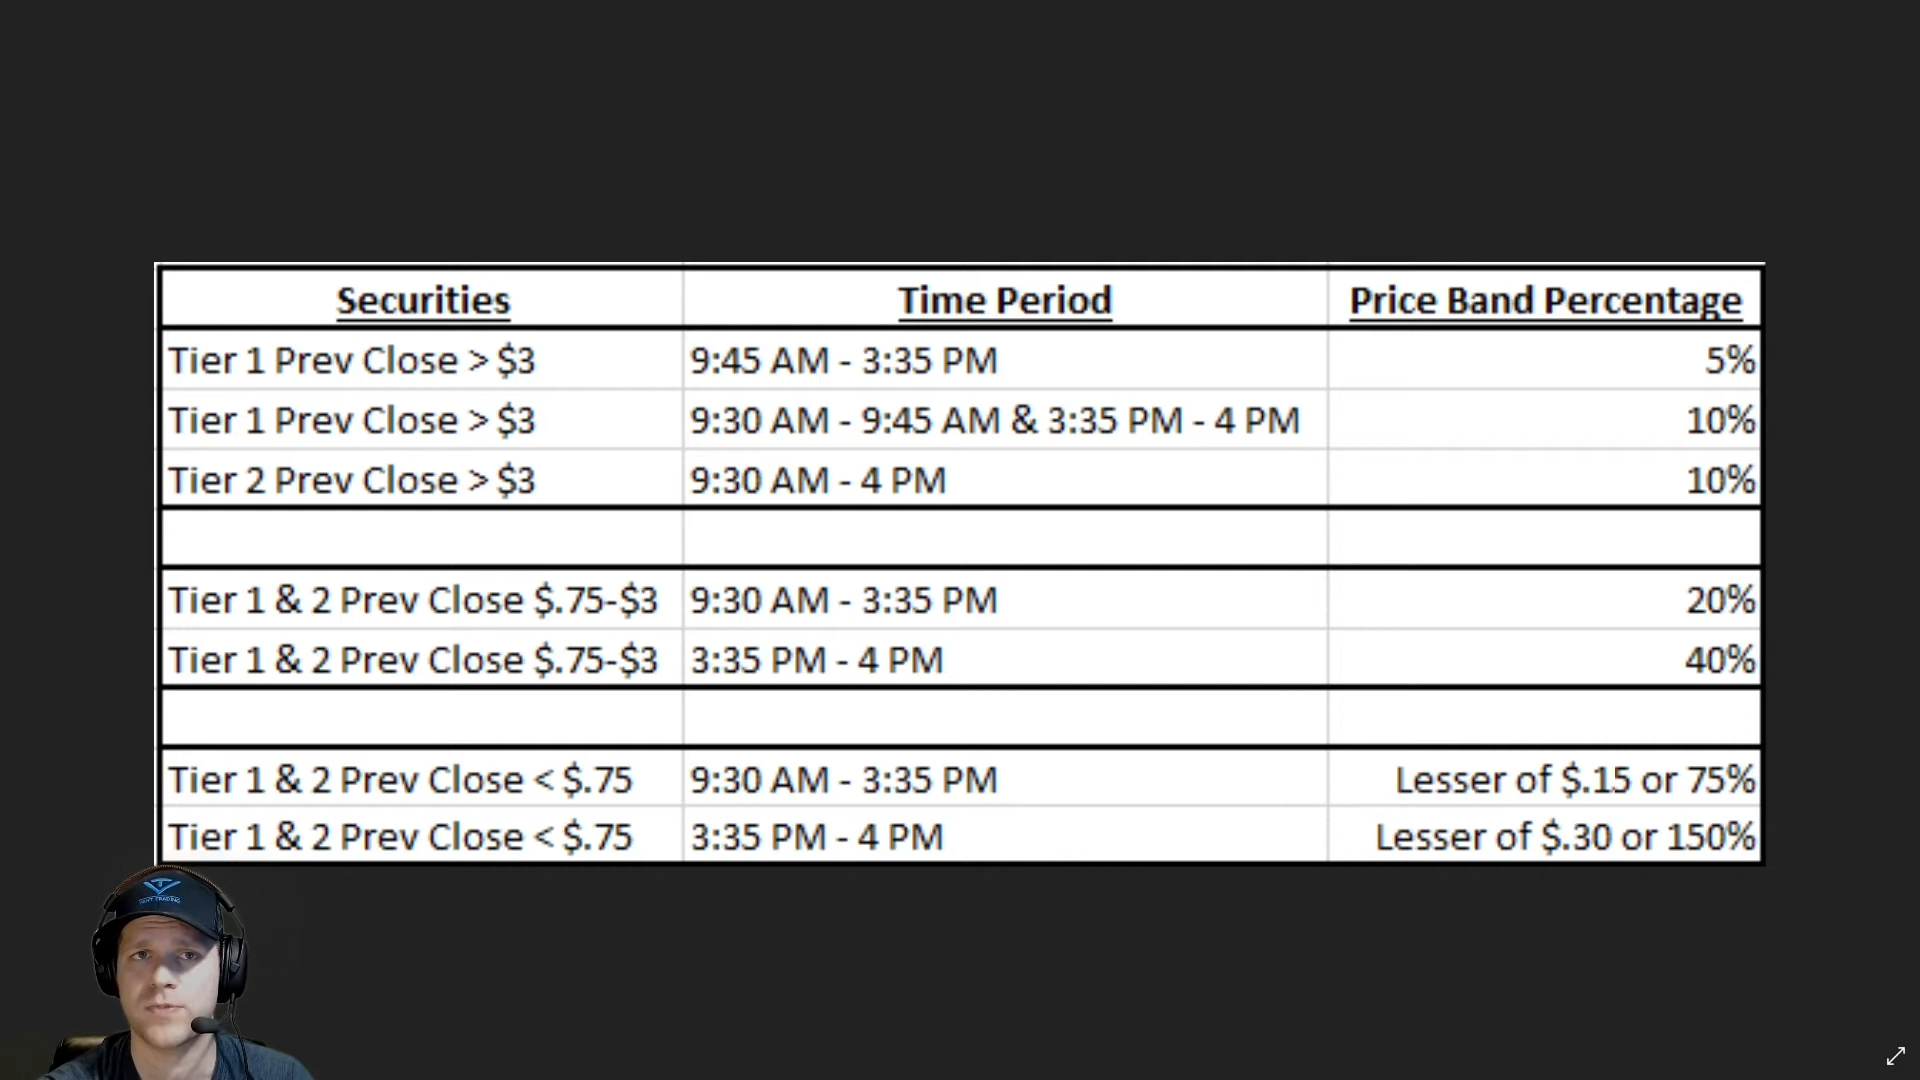 Securities Time Period Price Band Percentage
Tier 1 Prev Close > $3 9:45 AM - 3:35 PM 5%
Tier 1 Prev Close > $3 9:30 AM - 9:45 AM & 3:35 PM - 4 PM 10%
Tier 2 Prev Close > $3 9:30 AM - 4 PM 10%
Tier 1 & 2 Prev Close $.75-$3 9:30 AM - 3:35 PM 20%
Tier 1 & 2 Prev Close $.75-$3 3:35 PM - 4 PM 40%
Tier 1 & 2 Prev Close < $.75 9:30 AM - 3:35 PM Lesser of $.15 or 75%
Tier 1 & 2 Prev Close < $.75 3:35 PM - 4 PM Lesser of $.30 or 150%